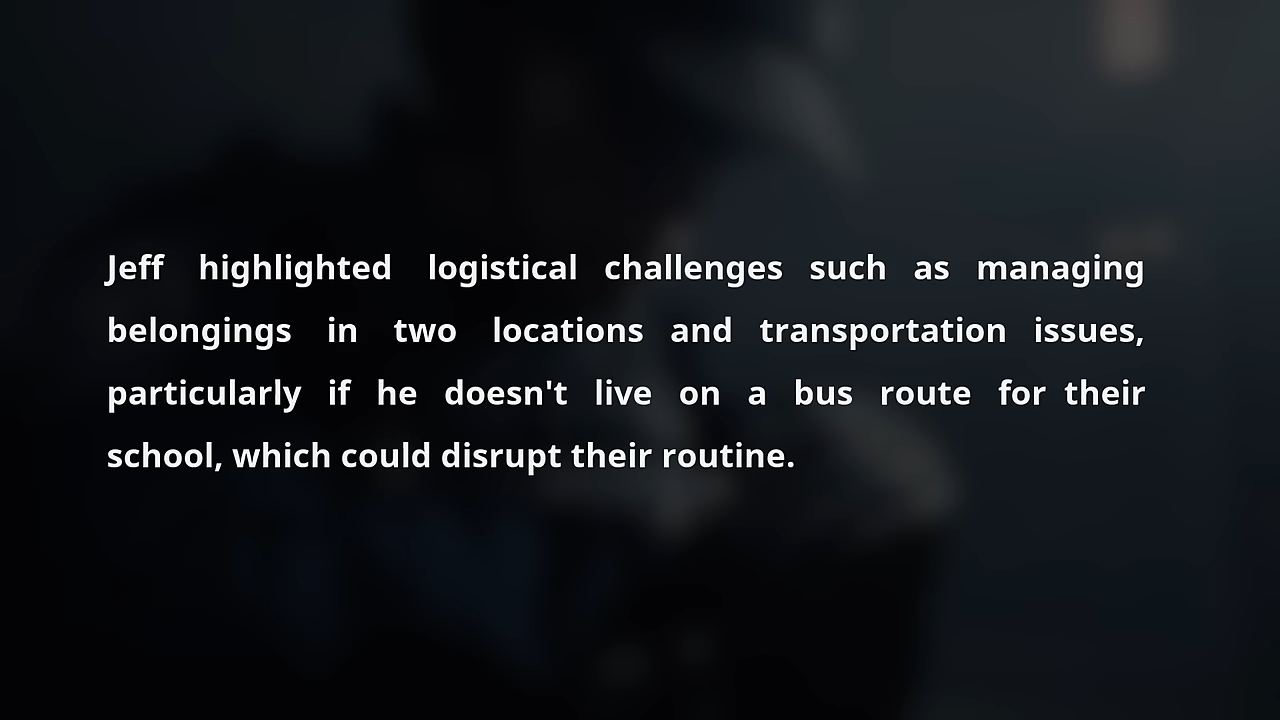 Jeff highlighted logistical challenges such as managing
belongings in two locations and transportation issues,
particularly if he doesn't live on a bus route for their
school, which could disrupt their routine.